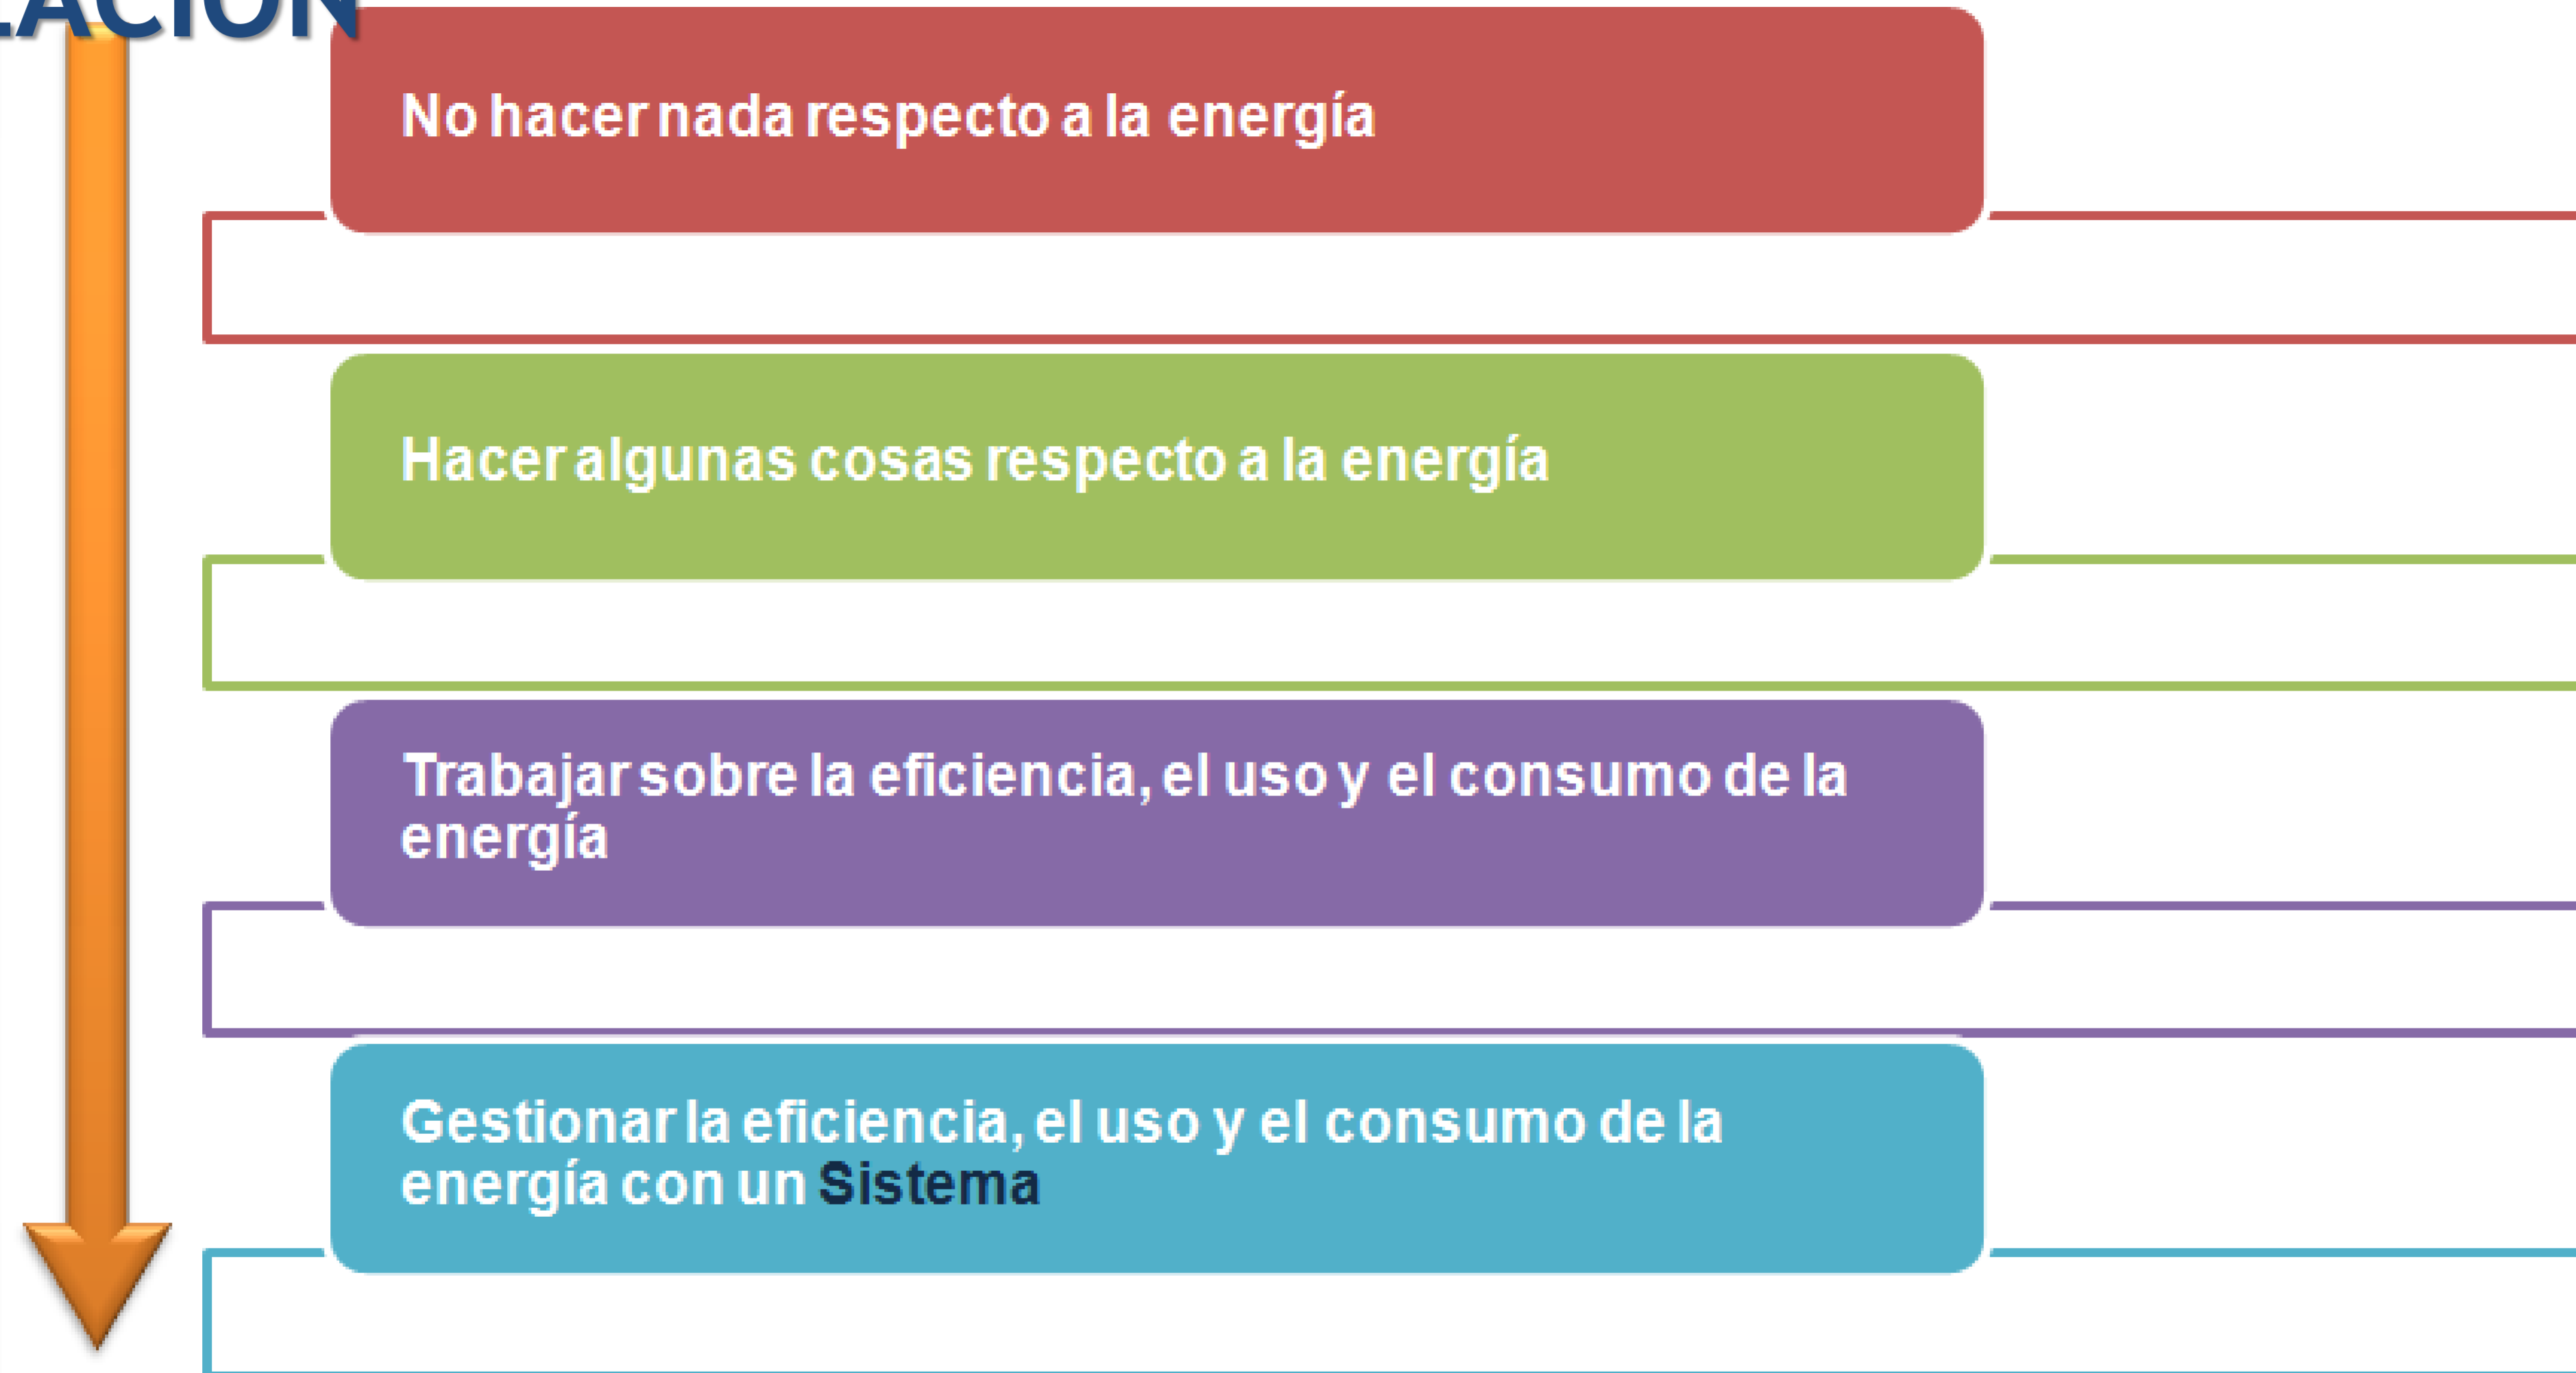 No hacer nada respecto a la energía
Hacer algunas cosas respecto a la energía
Trabajar sobre la eficiencia, el uso y el consumo de la
energía
Gestionar la eficiencia, el uso y el consumo de la
energía con un Sistema